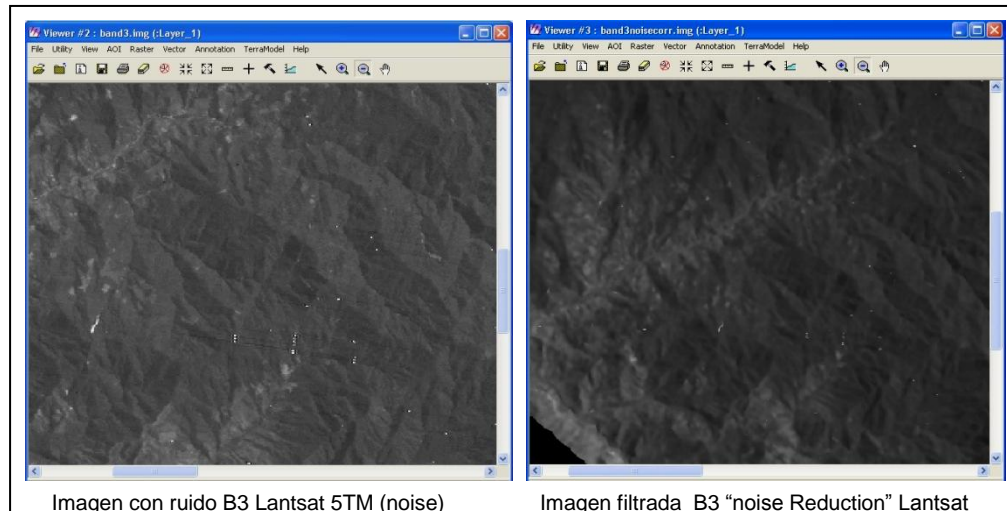 Viewer #2 : band3.img (:Layer_1)
File Utility View AOI Raster Vector Annotation TerraModel Help
Imagen con ruido B3 Lantsat 5TM (noise)
Viewer #3 : band3noisecorr.img (:Layer_1)
File Utility View AOI Raster Vector Annotation TerraModel Help
Imagen filtrada B3 “noise Reduction” Lantsat